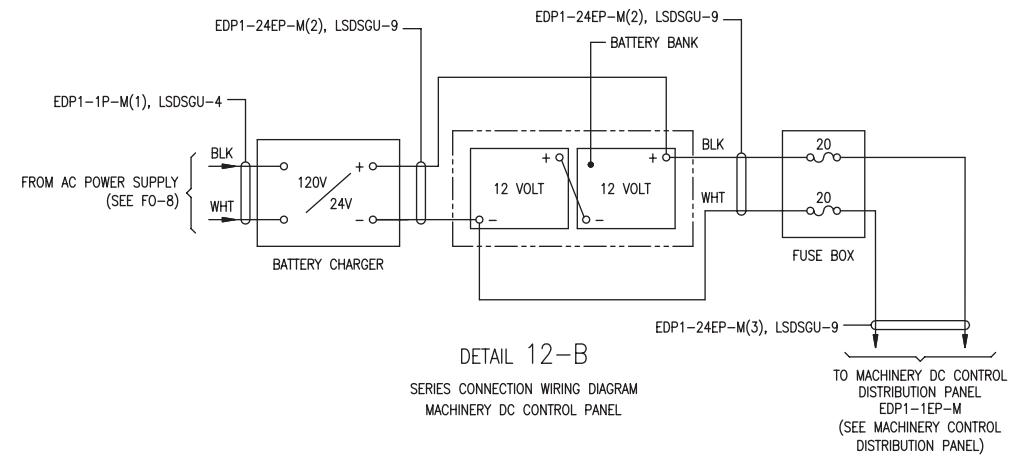 EDP1-24EP-M(2), LSDSGU-9
EDP1-24EP-M(2), LSDSGU-9
BATTERY BANK
EDP1-1P-M(1), LSDSGU-4
BLK
FROM AC POWER SUPPLY
(SEE FO-8)
WHT
120V
24V
+
-
BATTERY CHARGER
+
12 VOLT
-
+
12 VOLT
-
BLK
WHT
20
20
FUSE BOX
EDP1-24EP-M(3), LSDSGU-9
DETAIL 12-B
SERIES CONNECTION WIRING DIAGRAM
MACHINERY DC CONTROL PANEL
TO MACHINERY DC CONTROL
DISTRIBUTION PANEL
EDP1-1EP-M
(SEE MACHINERY CONTROL
DISTRIBUTION PANEL)